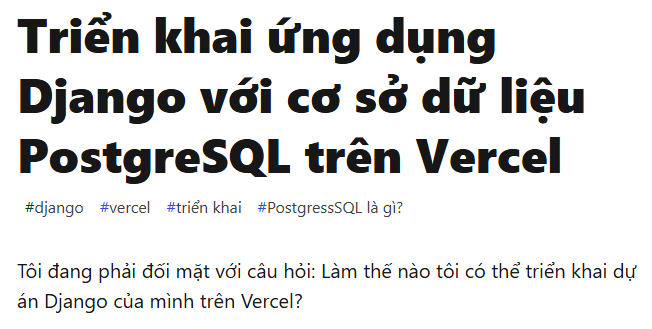 Triển khai ứng dụng
Django với cơ sở dữ liệu
PostgreSQL trên Vercel
#django #vercel #triển khai #PostgressSQL là gì?
Tôi đang phải đối mặt với câu hỏi: Làm thế nào tôi có thể triển khai dự
án Django của mình trên Vercel?